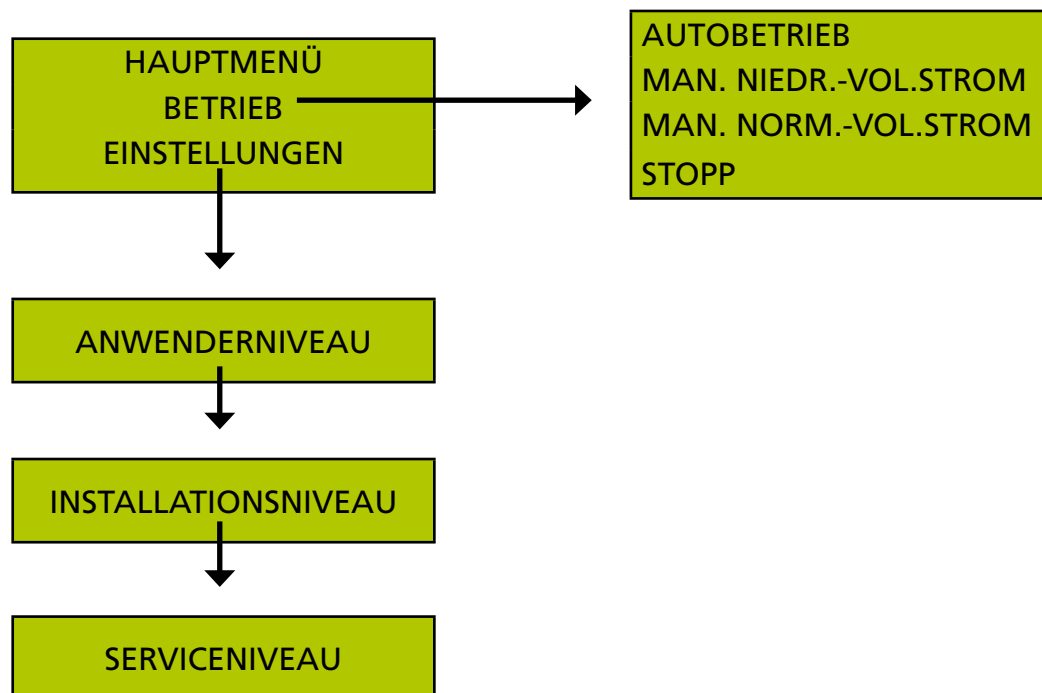 HAUPTMENÜ
BETRIEB
EINSTELLUNGEN
AUTOBETRIEB
MAN. NIEDR.-VOL.STROM
MAN. NORM.-VOL.STROM
STOPP
ANWENDERNIVEAU
INSTALLATIONSNIVEAU
SERVICENIVEAU